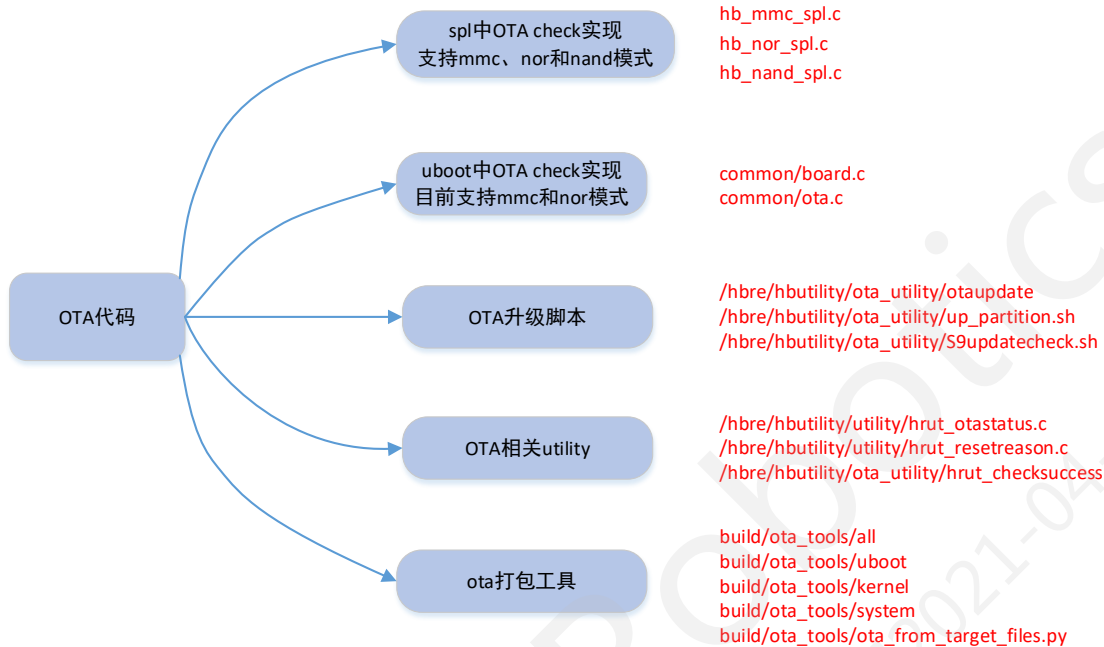 spl中OTA check实现
支持mmc、nor和nand模式
hb_mmc_spl.c
hb_nor_spl.c
hb_nand_spl.c
uboot中OTA check实现
目前支持mmc和nor模式
common/board.c
common/ota.c
OTA代码
OTA升级脚本
/hbre/hbutility/ota_utility/otaupdate
/hbre/hbutility/ota_utility/up_partition.sh
/hbre/hbutility/ota_utility/S9updatecheck.sh
OTA相关utility
/hbre/hbutility/utility/hrut_otastatus.c
/hbre/hbutility/utility/hrut_resetreason.c
/hbre/hbutility/ota_utility/hrut_checksuccess
ota打包工具
build/ota_tools/all
build/ota_tools/uboot
build/ota_tools/kernel
build/ota_tools/system
build/ota_tools/ota_from_target_files.py
obotics
2021-04-